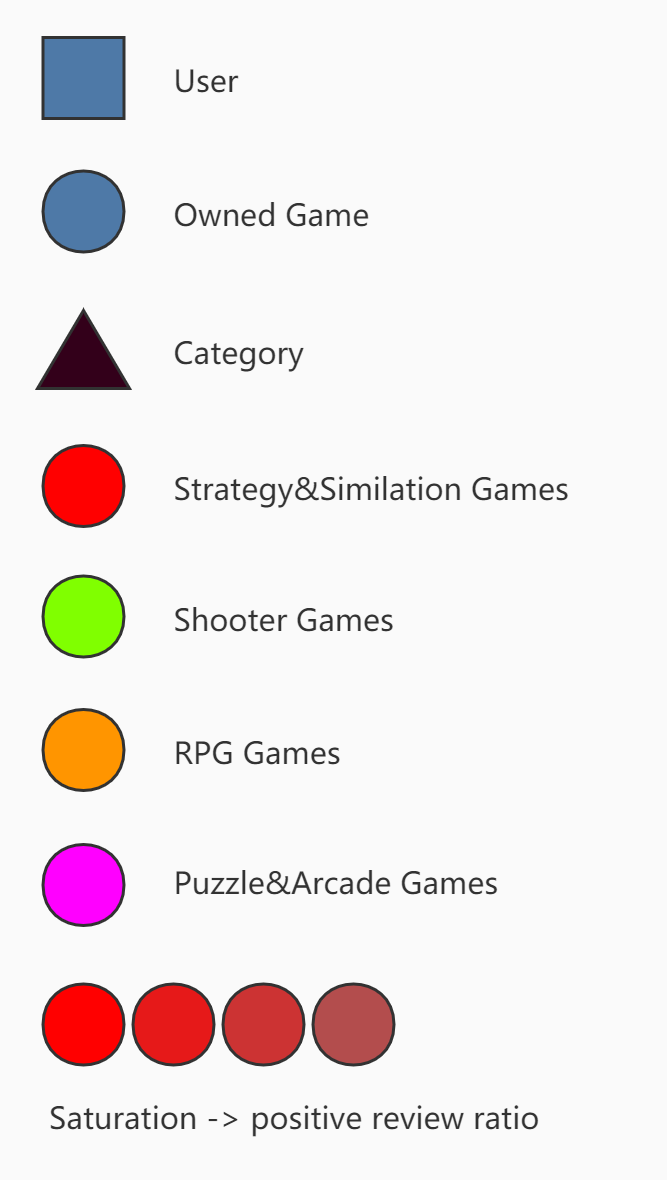 User
Owned Game
Category
Strategy&Similation Games
Shooter Games
RPG Games
Puzzle&Arcade Games
Saturation -> positive review ratio